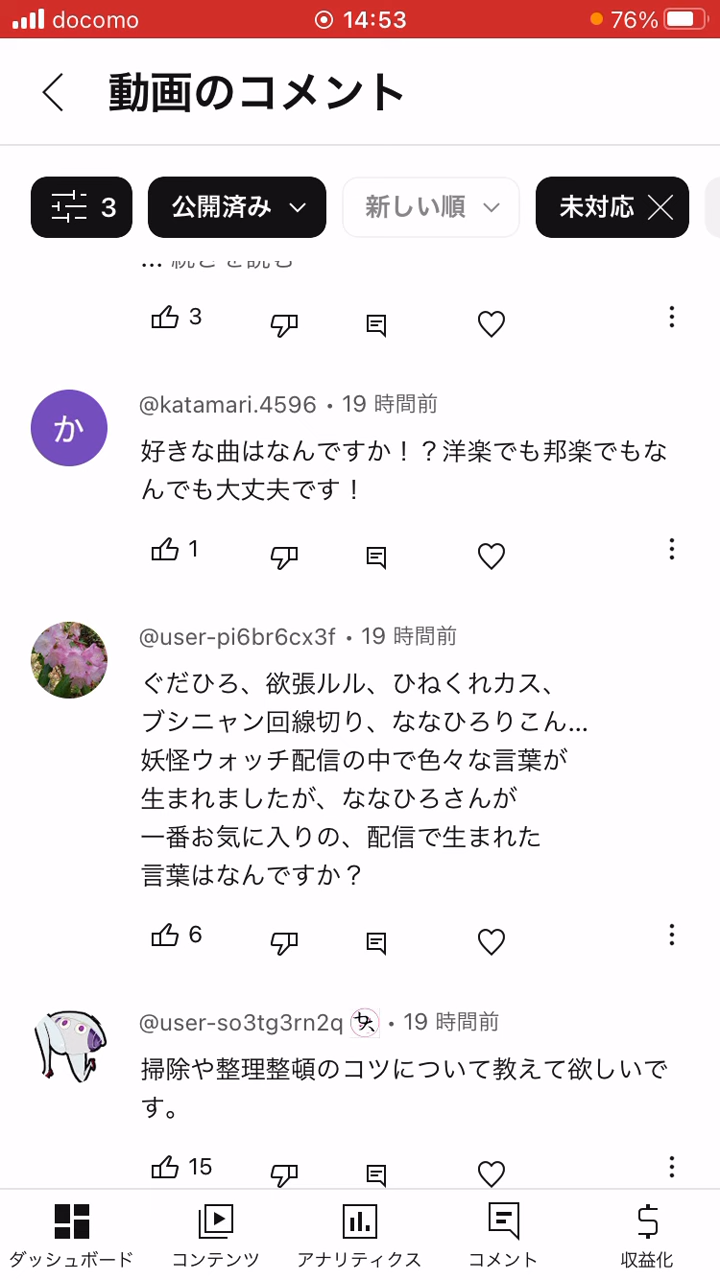 docomo 14:53 76%
動画のコメント
3 公開済み 新しい順 未対応
... 続きを読む
3
か @katamari.4596 • 19 時間前
好きな曲はなんですか！？洋楽でも邦楽でもな
んでも大丈夫です！
1
@user-pi6br6cx3f • 19 時間前
ぐだひろ、欲張ルル、ひねくれカス、
ブシニャン回線切り、ななひろりこん...
妖怪ウォッチ配信の中で色々な言葉が
生まれましたが、ななひろさんが
一番お気に入りの、配信で生まれた
言葉はなんですか？
6
@user-so3tg3rn2q • 19 時間前
掃除や整理整頓のコツについて教えて欲しいで
す。
15
ダッシュボード コンテンツ アナリティクス コメント 収益化